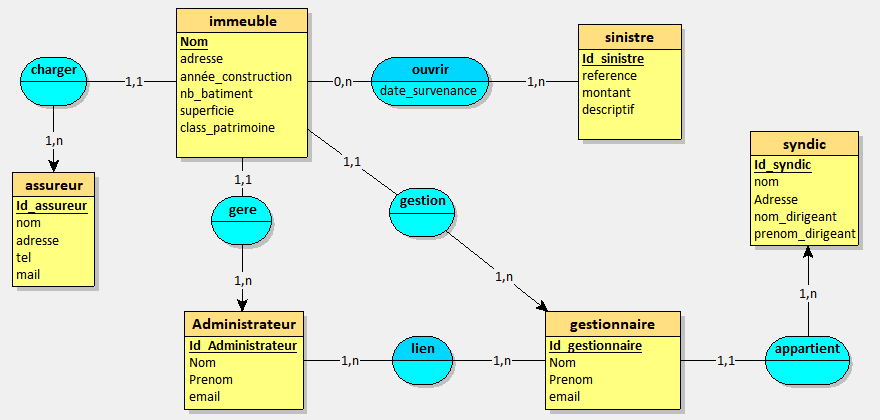 immeuble
Nom
adresse
année_construction
nb_batiment
superficie
class_patrimoine
charger
1,1
0,n
ouvrir
date_survenance
1,n
sinistre
Id_sinistre
reference
montant
descriptif
1,n
assureur
Id_assureur
nom
adresse
tel
mail
1,1
gere
1,n
1,1
gestion
1,n
syndic
Id_syndic
nom
Adresse
nom_dirigeant
prenom_dirigeant
1,n
Administrateur
Id_Administrateur
Nom
Prenom
email
1,n
lien
1,n
gestionnaire
Id_gestionnaire
Nom
Prenom
email
1,1
appartient